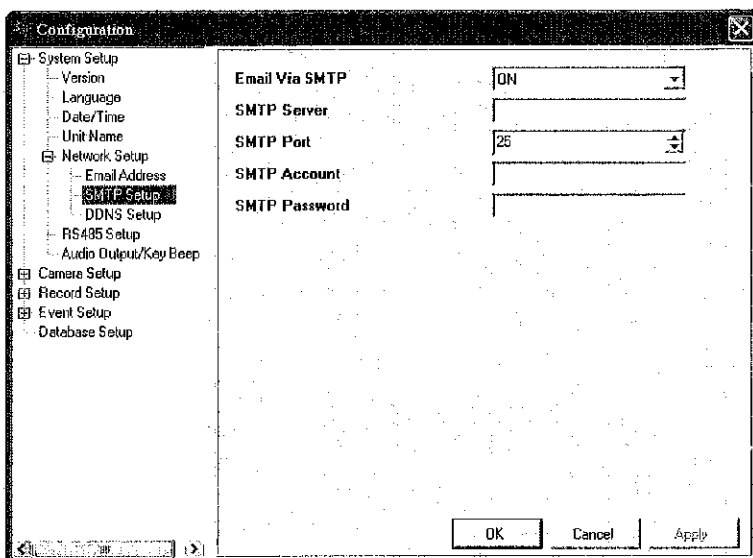 Configuration
System Setup
Version
Language
Date/Time
Unit Name
Network Setup
Email Address
SMTP Setup
DDNS Setup
RS485 Setup
Audio Output/Key Beep
Camera Setup
Record Setup
Event Setup
Database Setup
Email Via SMTP ON
SMTP Server
SMTP Port 25
SMTP Account
SMTP Password
OK Cancel Apply